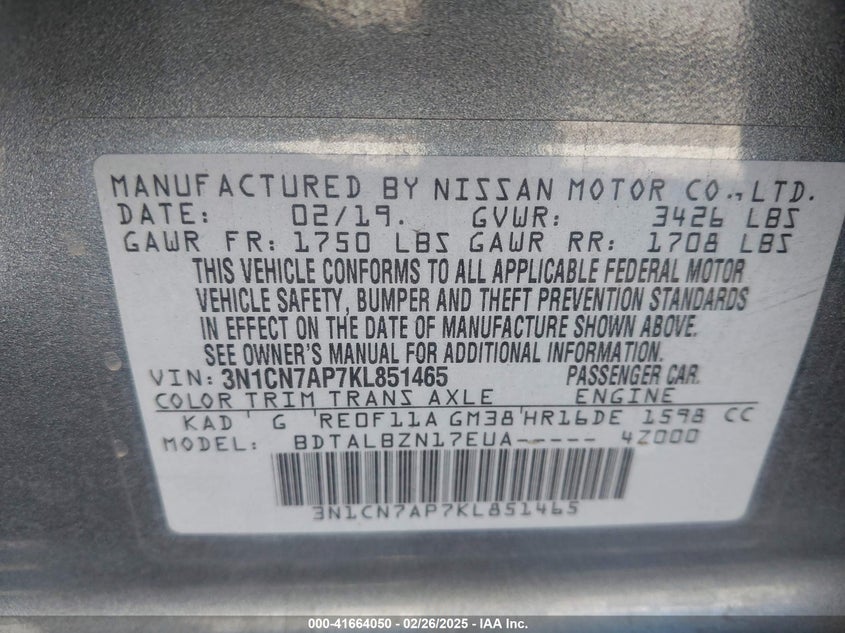 MANUFACTURED BY NISSAN MOTOR CO., LTD.
DATE: 02/19. GVWR: 3426 LBS
GAWR FR: 1750 LBS GAWR RR: 1708 LBS
THIS VEHICLE CONFORMS TO ALL APPLICABLE FEDERAL MOTOR
VEHICLE SAFETY, BUMPER AND THEFT PREVENTION STANDARDS
IN EFFECT ON THE DATE OF MANUFACTURE SHOWN ABOVE.
SEE OWNER'S MANUAL FOR ADDITIONAL INFORMATION.
VIN: 3N1CN7AP7KL851465 PASSENGER CAR.
COLOR TRIM TRANS AXLE ENGINE
KAD G RE0F11A GM38 HR16DE 1598 CC
MODEL: BDTALBZN17EUA----- 4Z000
3N1CN7AP7KL851465
000-41664050 - 02/26/2025 - IAA Inc.